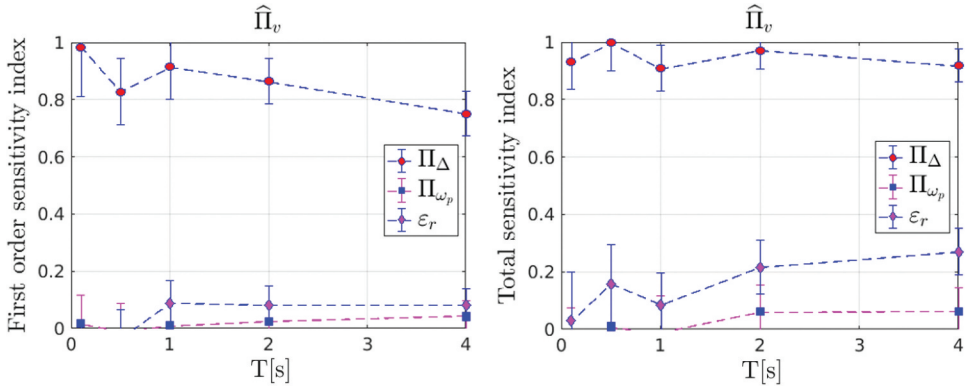 Π̂_v
First order sensitivity index
1
0.8
0.6
0.4
0.2
0
0 1 2 3 4
T[s]
Π_Δ
Π_{ω_p}
ε_r
Π̂_v
Total sensitivity index
1
0.8
0.6
0.4
0.2
0
0 1 2 3 4
T[s]
Π_Δ
Π_{ω_p}
ε_r